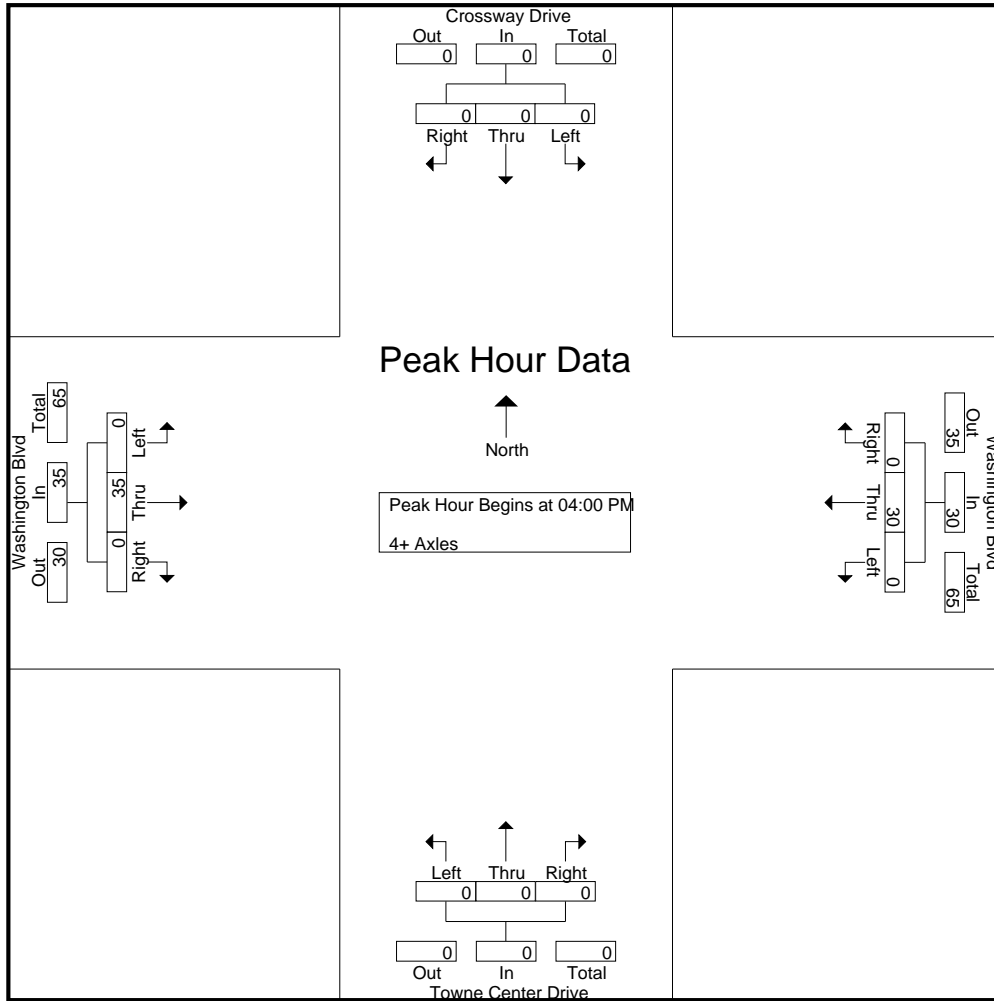 Crossway Drive
Out In Total
0 0 0
0 0 0
Right Thru Left
Peak Hour Data
North
Peak Hour Begins at 04:00 PM
4+ Axles
Washington Blvd
Out In Total
30 35 65
0 35 0
Right Thru Left
Washington Blvd
Out In Total
35 30 65
0 30 0
Right Thru Left
Left Thru Right
0 0 0
0 0 0
Out In Total
Towne Center Drive